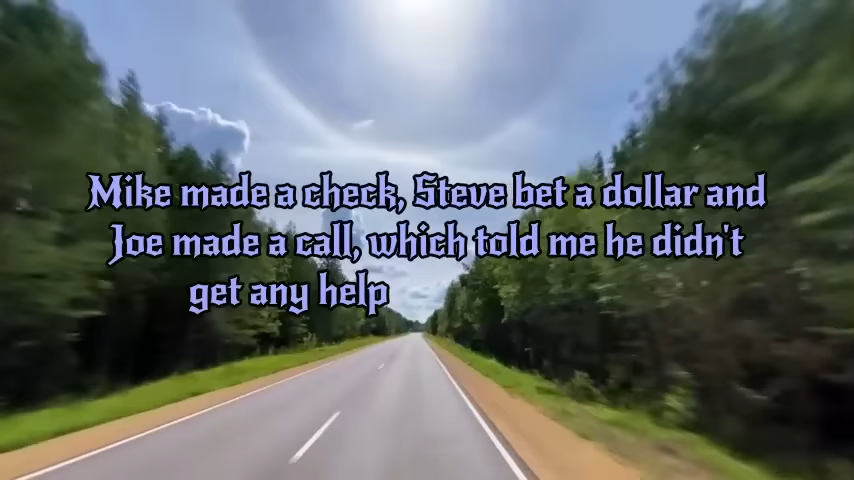 Mike made a check, Steve bet a dollar and
Joe made a call, which told me he didn't
get any help